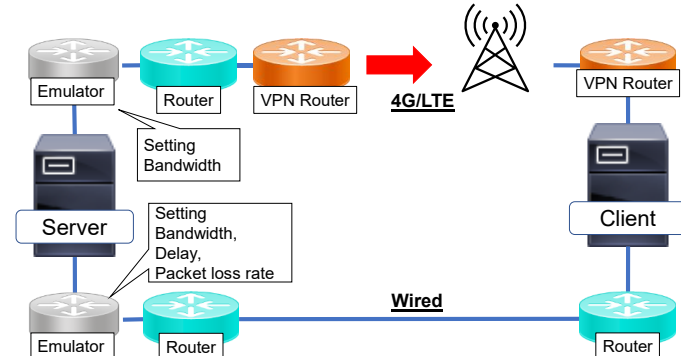 Emulator
Router
VPN Router
4G/LTE
VPN Router
Setting
Bandwidth
Server
Client
Setting
Bandwidth,
Delay,
Packet loss rate
Wired
Emulator
Router
Router